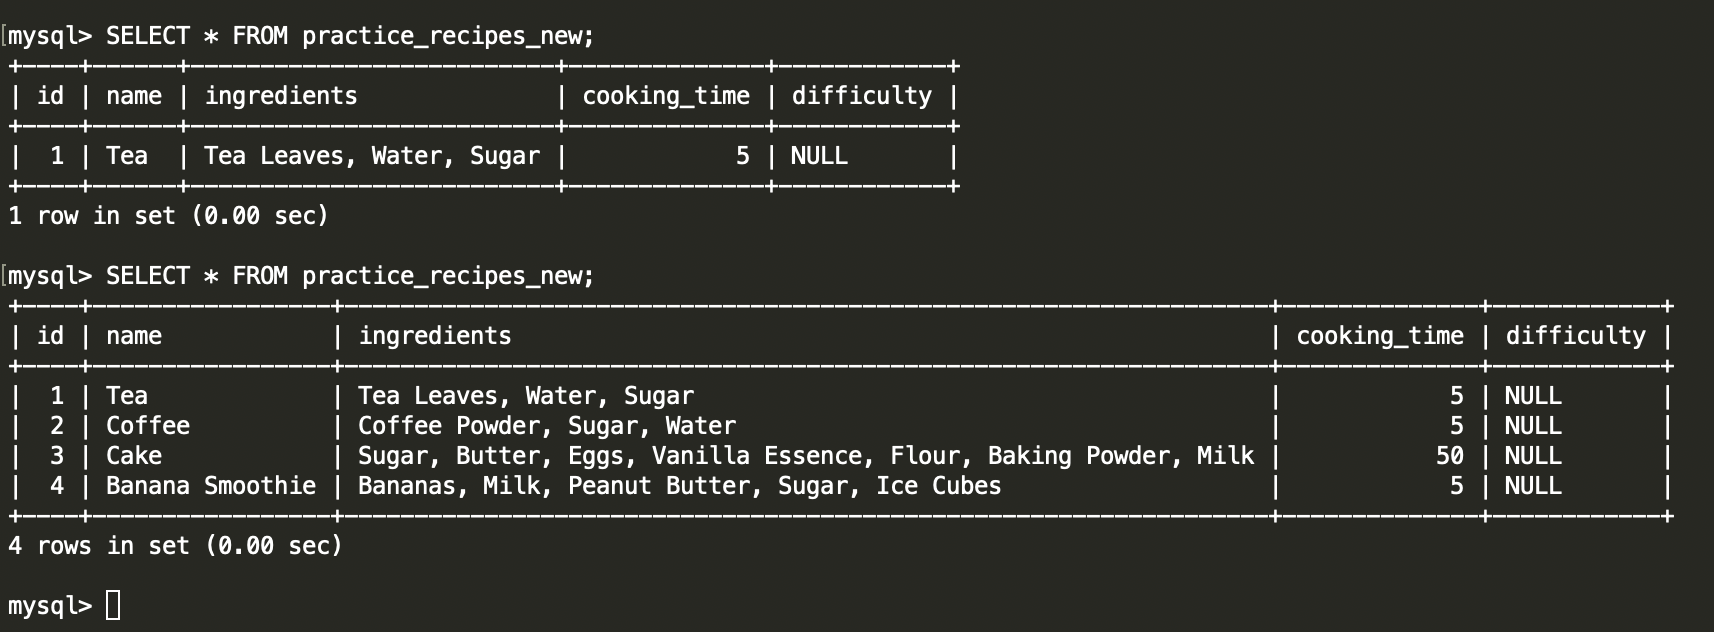 mysql> SELECT * FROM practice_recipes_new;
+----+------+--------------------------+--------------+------------+
| id | name | ingredients              | cooking_time | difficulty |
+----+------+--------------------------+--------------+------------+
|  1 | Tea  | Tea Leaves, Water, Sugar |            5 | NULL       |
+----+------+--------------------------+--------------+------------+
1 row in set (0.00 sec)
mysql> SELECT * FROM practice_recipes_new;
+----+-----------------+------------------------------------------------------------------+--------------+------------+
| id | name            | ingredients                                                      | cooking_time | difficulty |
+----+-----------------+------------------------------------------------------------------+--------------+------------+
|  1 | Tea             | Tea Leaves, Water, Sugar                                         |            5 | NULL       |
|  2 | Coffee          | Coffee Powder, Sugar, Water                                      |            5 | NULL       |
|  3 | Cake            | Sugar, Butter, Eggs, Vanilla Essence, Flour, Baking Powder, Milk |           50 | NULL       |
|  4 | Banana Smoothie | Bananas, Milk, Peanut Butter, Sugar, Ice Cubes                   |            5 | NULL       |
+----+-----------------+------------------------------------------------------------------+--------------+------------+
4 rows in set (0.00 sec)
mysql>